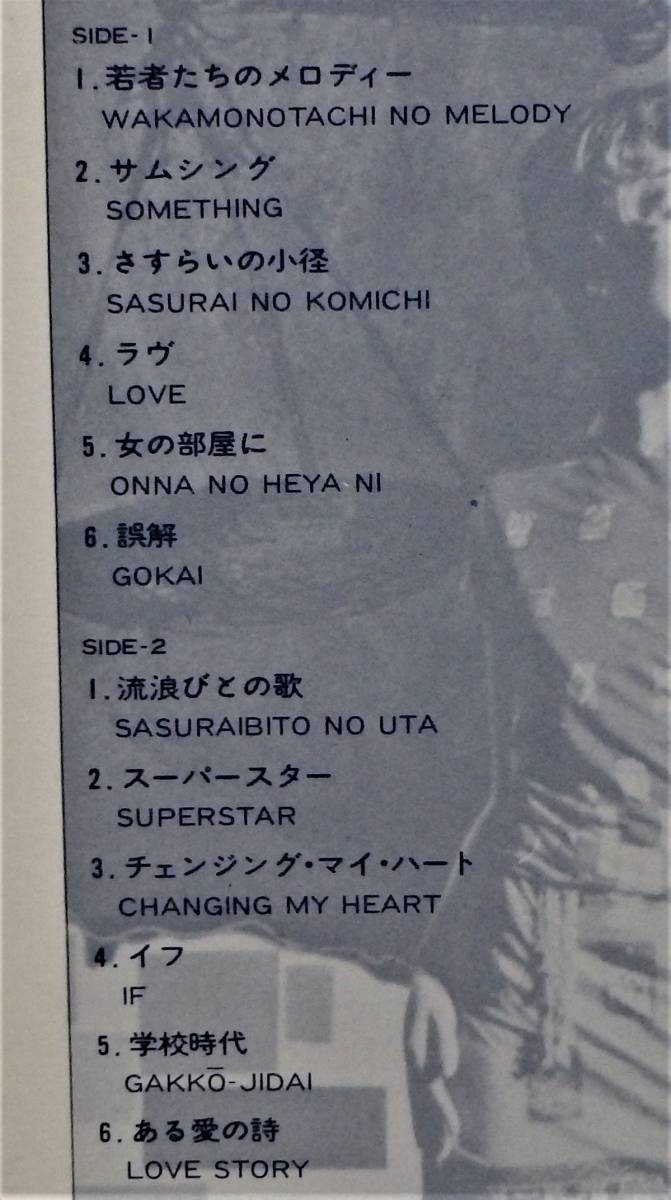 SIDE-1
1.若者たちのメロディー
WAKAMONOTACHI NO MELODY
2.サムシング
SOMETHING
3.さすらいの小径
SASURAI NO KOMICHI
4.ラヴ
LOVE
5.女の部屋に
ONNA NO HEYA NI
6.誤解
GOKAI
SIDE-2
1.流浪びとの歌
SASURAIBITO NO UTA
2.スーパースター
SUPERSTAR
3.チェンジング・マイ・ハート
CHANGING MY HEART
4.イフ
IF
5.学校時代
GAKKŌ-JIDAI
6.ある愛の詩
LOVE STORY